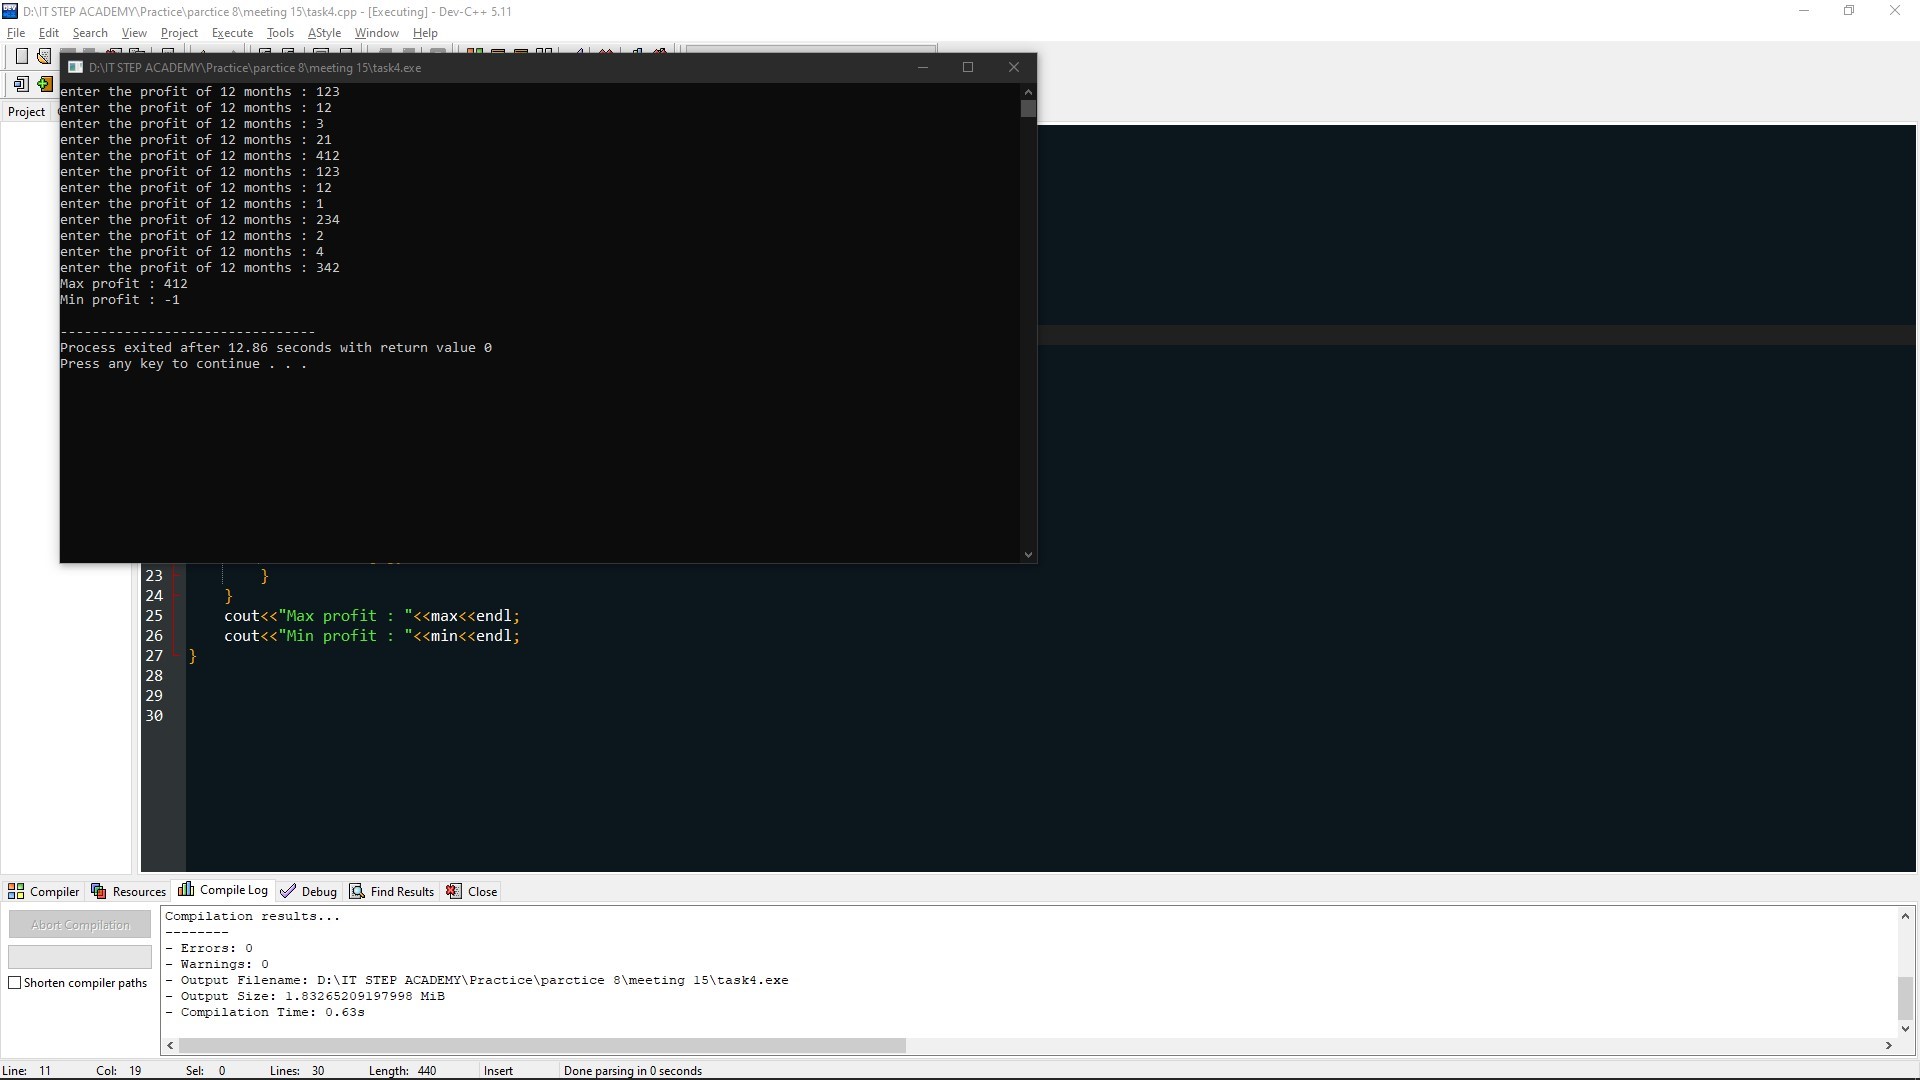 D:\IT STEP ACADEMY\Practice\parctice 8\meeting 15\task4.cpp - [Executing] - Dev-C++ 5.11
File Edit Search View Project Execute Tools AStyle Window Help
D:\IT STEP ACADEMY\Practice\parctice 8\meeting 15\task4.exe
Project
enter the profit of 12 months : 123
enter the profit of 12 months : 12
enter the profit of 12 months : 3
enter the profit of 12 months : 21
enter the profit of 12 months : 412
enter the profit of 12 months : 123
enter the profit of 12 months : 12
enter the profit of 12 months : 1
enter the profit of 12 months : 234
enter the profit of 12 months : 2
enter the profit of 12 months : 4
enter the profit of 12 months : 342
Max profit : 412
Min profit : -1
--------------------------------
Process exited after 12.86 seconds with return value 0
Press any key to continue . . .
23 }
24 }
25 cout<<"Max profit : "<<max<<endl;
26 cout<<"Min profit : "<<min<<endl;
27 }
28
29
30
Compiler Resources Compile Log Debug Find Results Close
Abort Compilation
Shorten compiler paths
Compilation results...
--------
- Errors: 0
- Warnings: 0
- Output Filename: D:\IT STEP ACADEMY\Practice\parctice 8\meeting 15\task4.exe
- Output Size: 1.83265209197998 MiB
- Compilation Time: 0.63s
Line: 11 Col: 19 Sel: 0 Lines: 30 Length: 440 Insert Done parsing in 0 seconds